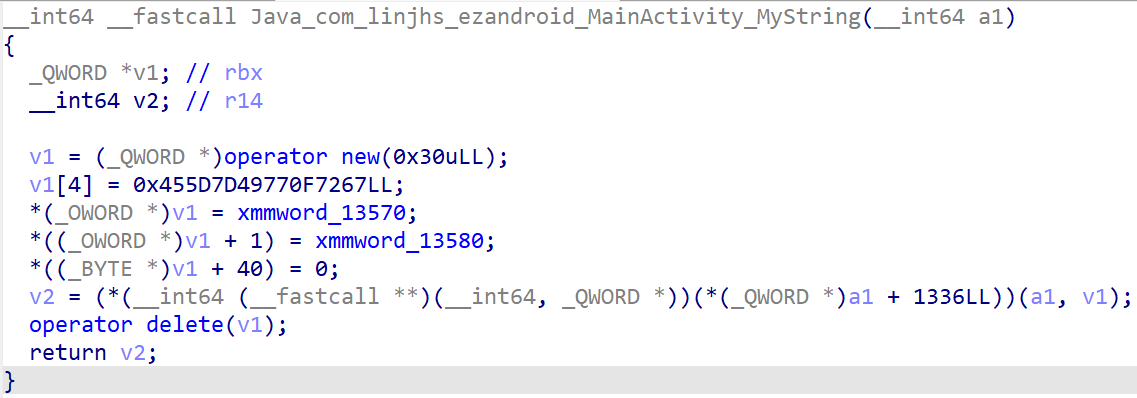 __int64 __fastcall Java_com_linjhs_ezandroid_MainActivity_MyString(__int64 a1)
{
  _QWORD *v1; // rbx
  __int64 v2; // r14

  v1 = (_QWORD *)operator new(0x30uLL);
  v1[4] = 0x455D7D49770F7267LL;
  *(_OWORD *)v1 = xmmword_13570;
  *((_OWORD *)v1 + 1) = xmmword_13580;
  *((_BYTE *)v1 + 40) = 0;
  v2 = (*(__int64 (__fastcall **)(__int64, _QWORD *))(*(_QWORD *)a1 + 1336LL))(a1, v1);
  operator delete(v1);
  return v2;
}